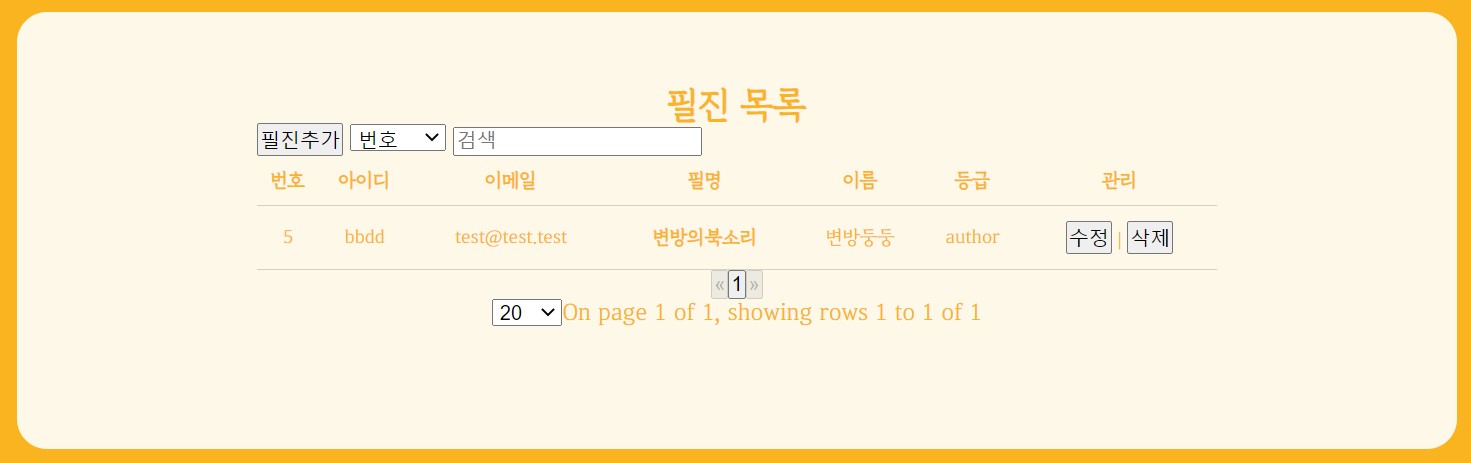 필진 목록
필진추가 번호 검색
번호 아이디 이메일 필명 이름 등급 관리
5 bbdd test@test.test 변방의북소리 변방둥둥 author 수정 | 삭제
« 1 »
20 On page 1 of 1, showing rows 1 to 1 of 1